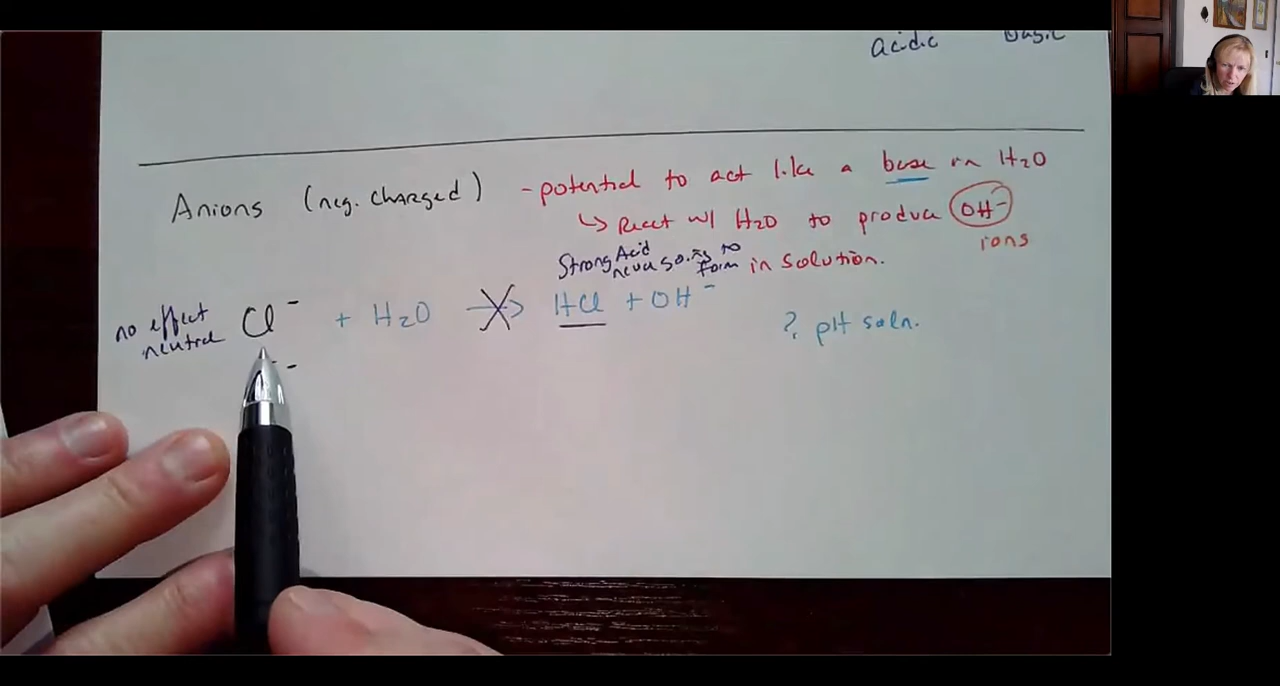 acidic basic
Anions (neg. charged) - potential to act like a base in H2O
↳ React w/ H2O to produce OH-
ions
Strong Acid
never going to
form in solution.
no effect
neutral
Cl- + H2O → HCl + OH-
? pH soln.